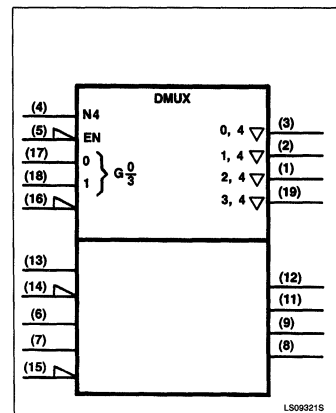 DMUX
(4) N4 0, 4 ▽ (3)
(5) EN 1, 4 ▽ (2)
(17) 0 } G 0/3 2, 4 ▽ (1)
(18) 1 3, 4 ▽ (19)
(16)
(13)
(14) (12)
(6) (11)
(7) (9)
(15) (8)
LS09321S